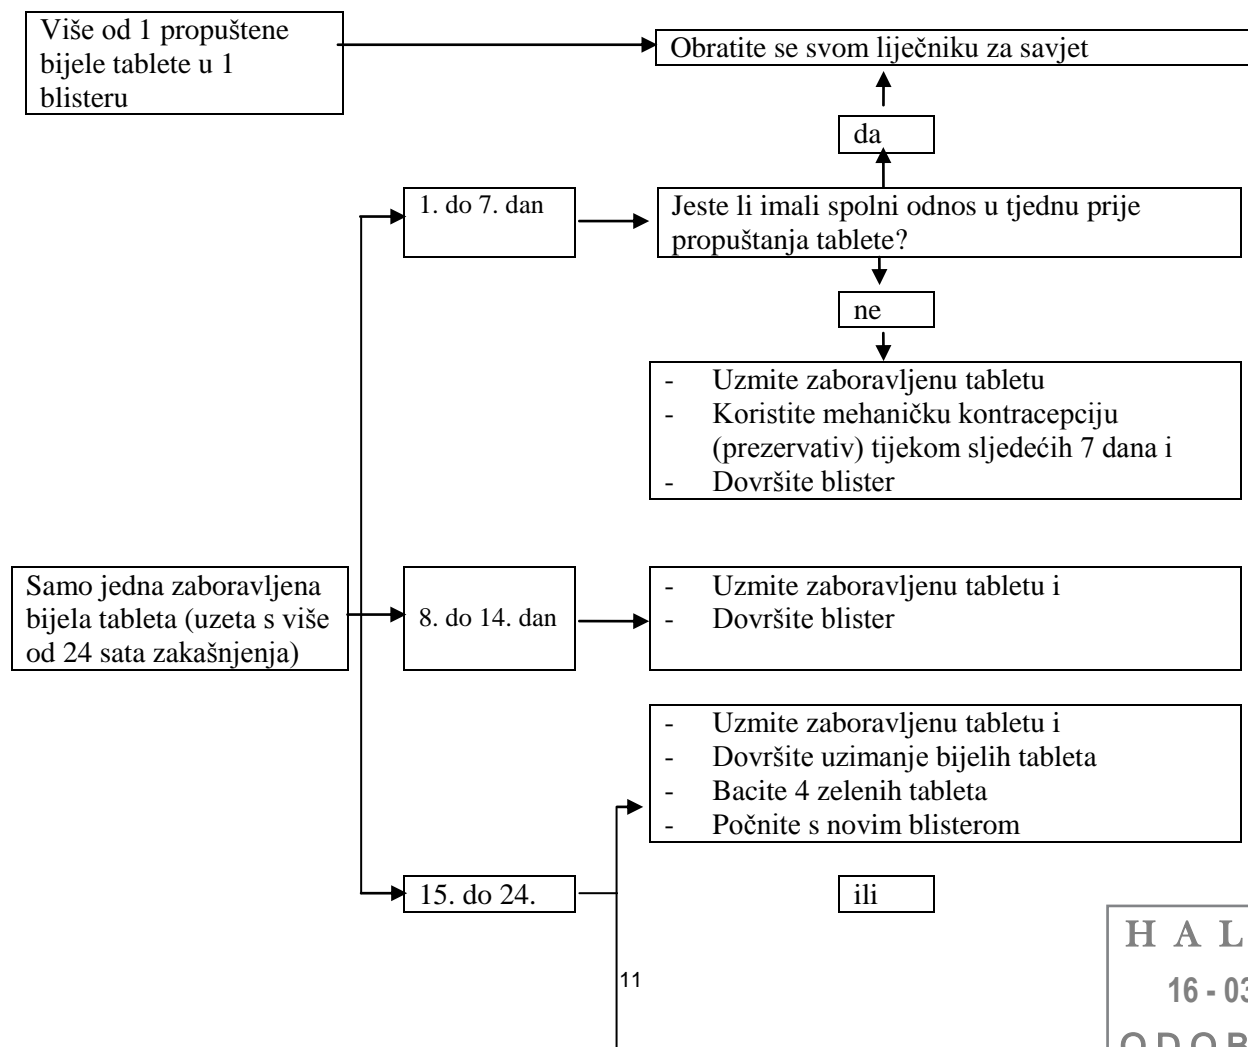 Više od 1 propuštene
bijele tablete u 1
blisteru
Obratite se svom liječniku za savjet
da
1. do 7. dan
Jeste li imali spolni odnos u tjednu prije
propuštanja tablete?
ne
- Uzmite zaboravljenu tabletu
- Koristite mehaničku kontracepciju
(prezervativ) tijekom sljedećih 7 dana i
- Dovršite blister
Samo jedna zaboravljena
bijela tableta (uzeta s više
od 24 sata zakašnjenja)
8. do 14. dan
- Uzmite zaboravljenu tabletu i
- Dovršite blister
- Uzmite zaboravljenu tabletu i
- Dovršite uzimanje bijelih tableta
- Bacite 4 zelenih tableta
- Počnite s novim blisterom
15. do 24.
ili
11
H A L
16 - 03
O D O B